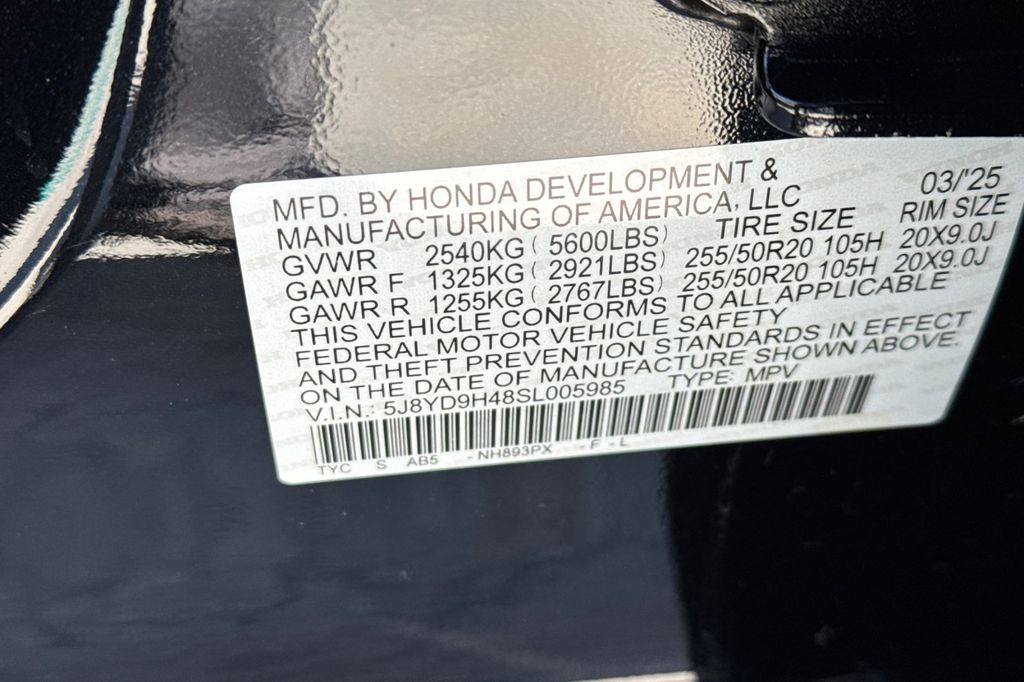 MFD. BY HONDA DEVELOPMENT & 03/'25
MANUFACTURING OF AMERICA, LLC
TIRE SIZE RIM SIZE
GVWR 2540KG ( 5600LBS)
GAWR F 1325KG ( 2921LBS) 255/50R20 105H 20X9.0J
GAWR R 1255KG ( 2767LBS) 255/50R20 105H 20X9.0J
THIS VEHICLE CONFORMS TO ALL APPLICABLE
FEDERAL MOTOR VEHICLE SAFETY
AND THEFT PREVENTION STANDARDS IN EFFECT
ON THE DATE OF MANUFACTURE SHOWN ABOVE.
V.I.N.: 5J8YD9H48SL005985 TYPE: MPV
TYC S AB5 -NH893PX -F-L